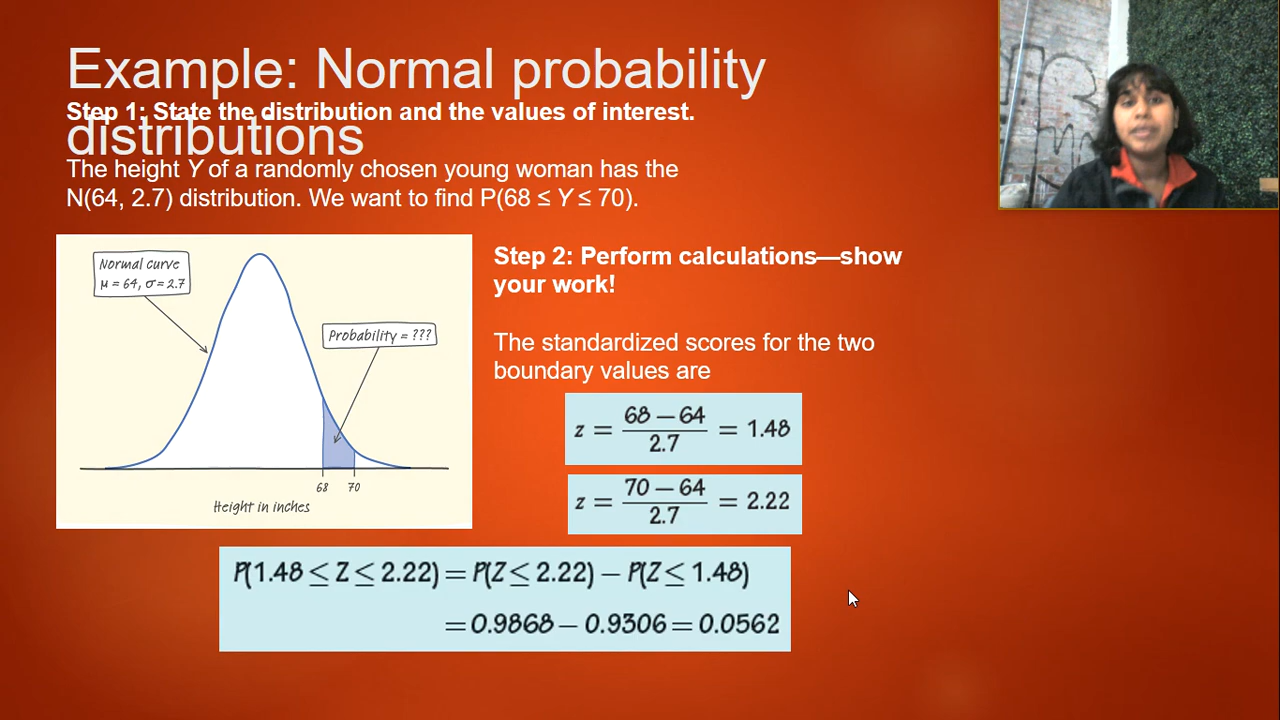 Example: Normal probability
distributions
Step 1: State the distribution and the values of interest.
The height Y of a randomly chosen young woman has the
N(64, 2.7) distribution. We want to find P(68 ≤ Y ≤ 70).
Normal curve
μ = 64, σ = 2.7
Probability = ???
68 70
Height in inches
Step 2: Perform calculations—show
your work!
The standardized scores for the two
boundary values are
z = (68 − 64)/2.7 = 1.48
z = (70 − 64)/2.7 = 2.22
P(1.48 ≤ Z ≤ 2.22) = P(Z ≤ 2.22) − P(Z ≤ 1.48)
= 0.9868 − 0.9306 = 0.0562